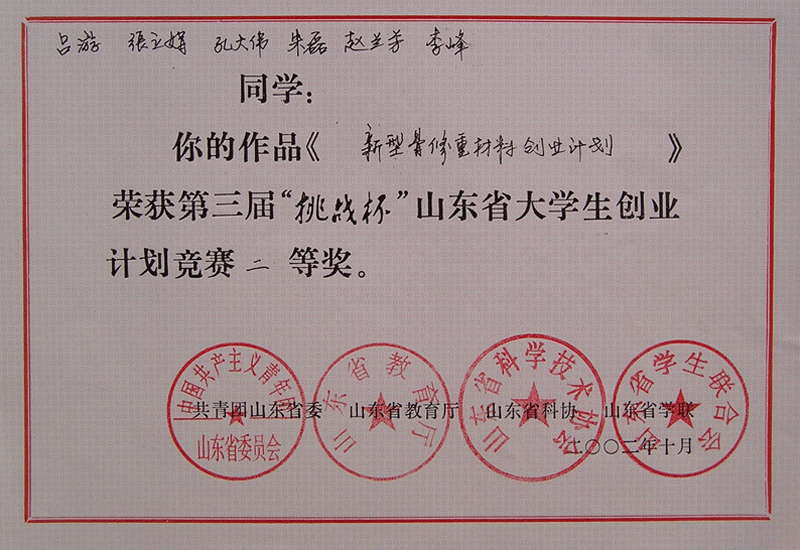 吕游 张立娟 孔大伟 朱磊 赵兰芳 李峰
同学:
你的作品《 新型骨修重材料创业计划 》
荣获第三届“挑战杯”山东省大学生创业
计划竞赛 二 等奖。
中国共产主义青年团
山东省委员会
山东省教育厅
山东省科学技术协会
山东省学生联合会
共青团山东省委 山东省教育厅 山东省科协 山东省学联
二〇〇二年十月